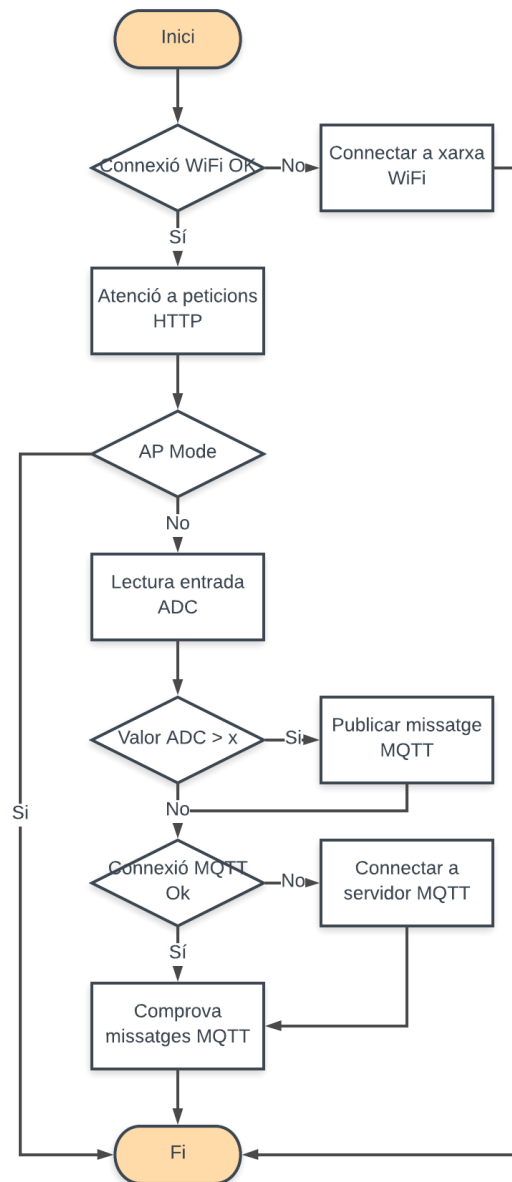 Inici
Connexió WiFi OK
No
Connectar a xarxa
WiFi
Sí
Atenció a peticions
HTTP
AP Mode
No
Lectura entrada
ADC
Valor ADC > x
Si
Publicar missatge
MQTT
Si
No
Connexió MQTT
Ok
No
Connectar a
servidor MQTT
Sí
Comprova
missatges MQTT
Fi